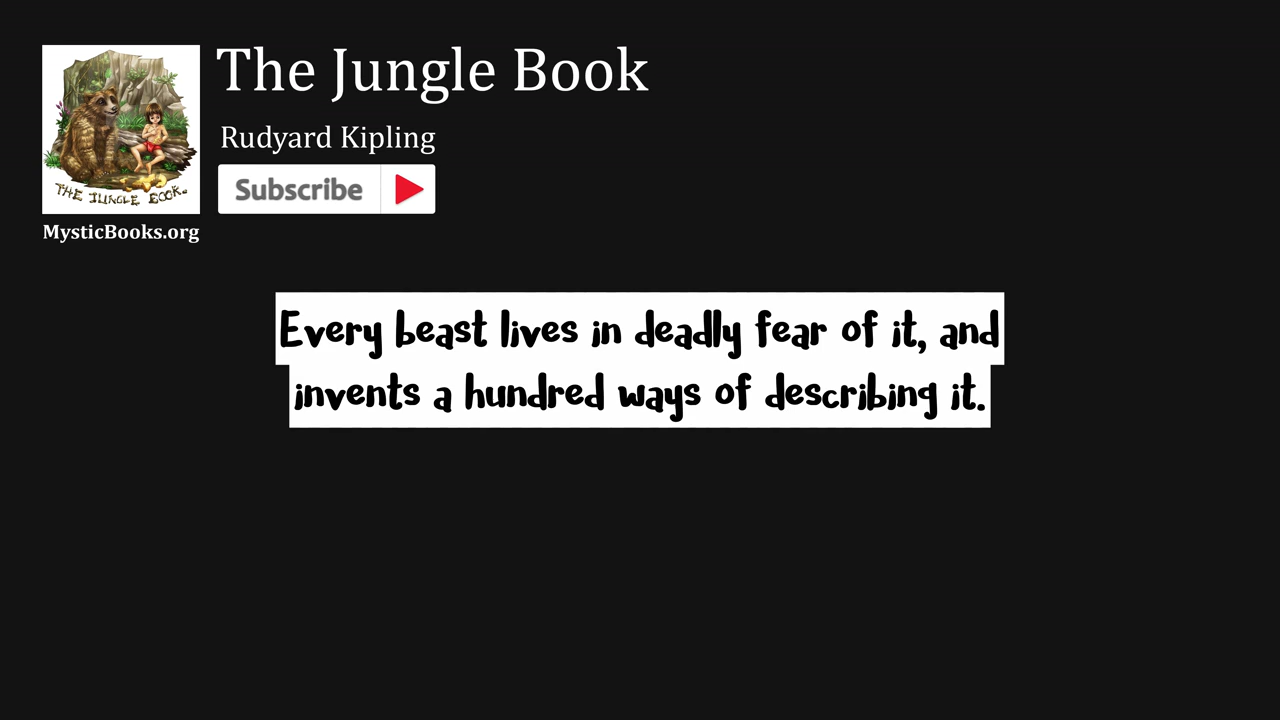 The Jungle Book
Rudyard Kipling
Subscribe
THE JUNGLE BOOK.
MysticBooks.org
Every beast lives in deadly fear of it, and
invents a hundred ways of describing it.